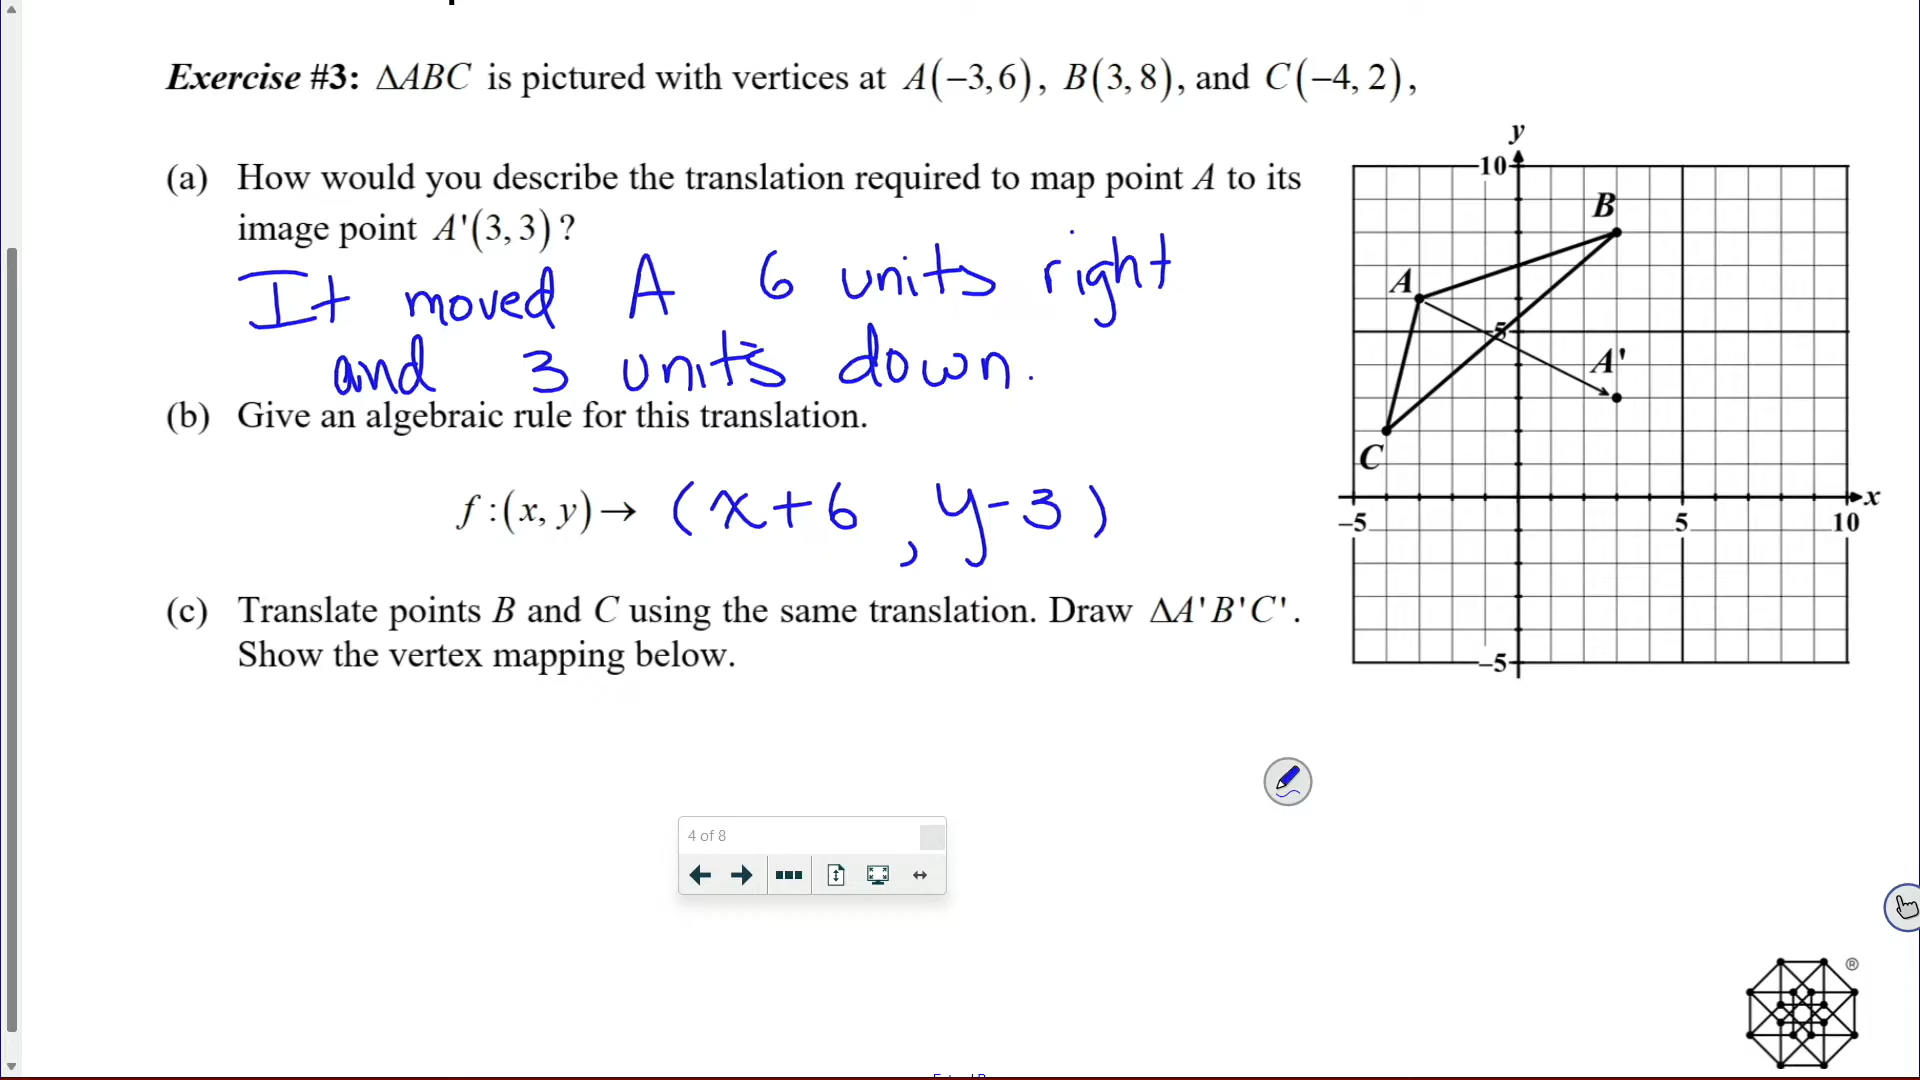 Exercise #3: ΔABC is pictured with vertices at A(−3, 6), B(3, 8), and C(−4, 2),
(a) How would you describe the translation required to map point A to its
image point A'(3, 3)?
It moved A 6 units right
and 3 units down.
(b) Give an algebraic rule for this translation.
f : (x, y) → (x+6, y-3)
(c) Translate points B and C using the same translation. Draw ΔA'B'C'.
Show the vertex mapping below.
y
10
B
A
5
A'
C
x
−5
5
10
−5
4 of 8
®